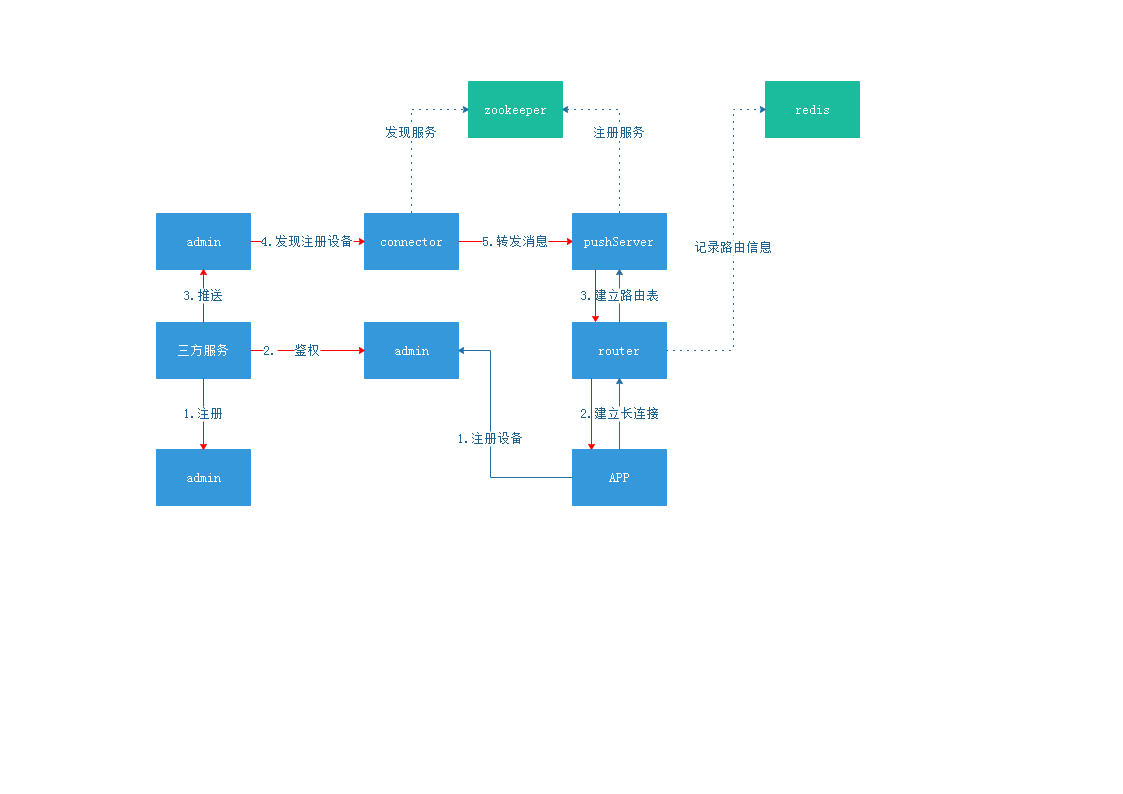 zookeeper
redis
发现服务
注册服务
admin
4.发现注册设备
connector
5.转发消息
pushServer
记录路由信息
3.推送
3.建立路由表
三方服务
2.
鉴权
admin
router
1.注册
2.建立长连接
1.注册设备
admin
APP